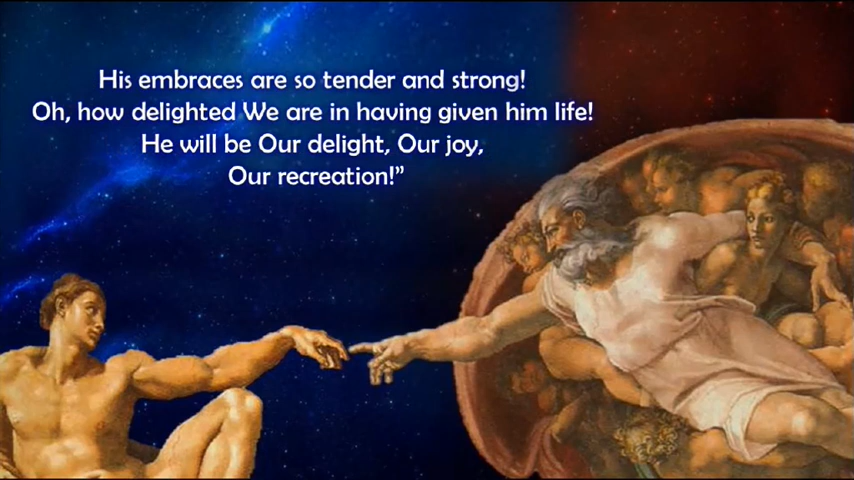 His embraces are so tender and strong!
Oh, how delighted We are in having given him life!
He will be Our delight, Our joy,
Our recreation!”